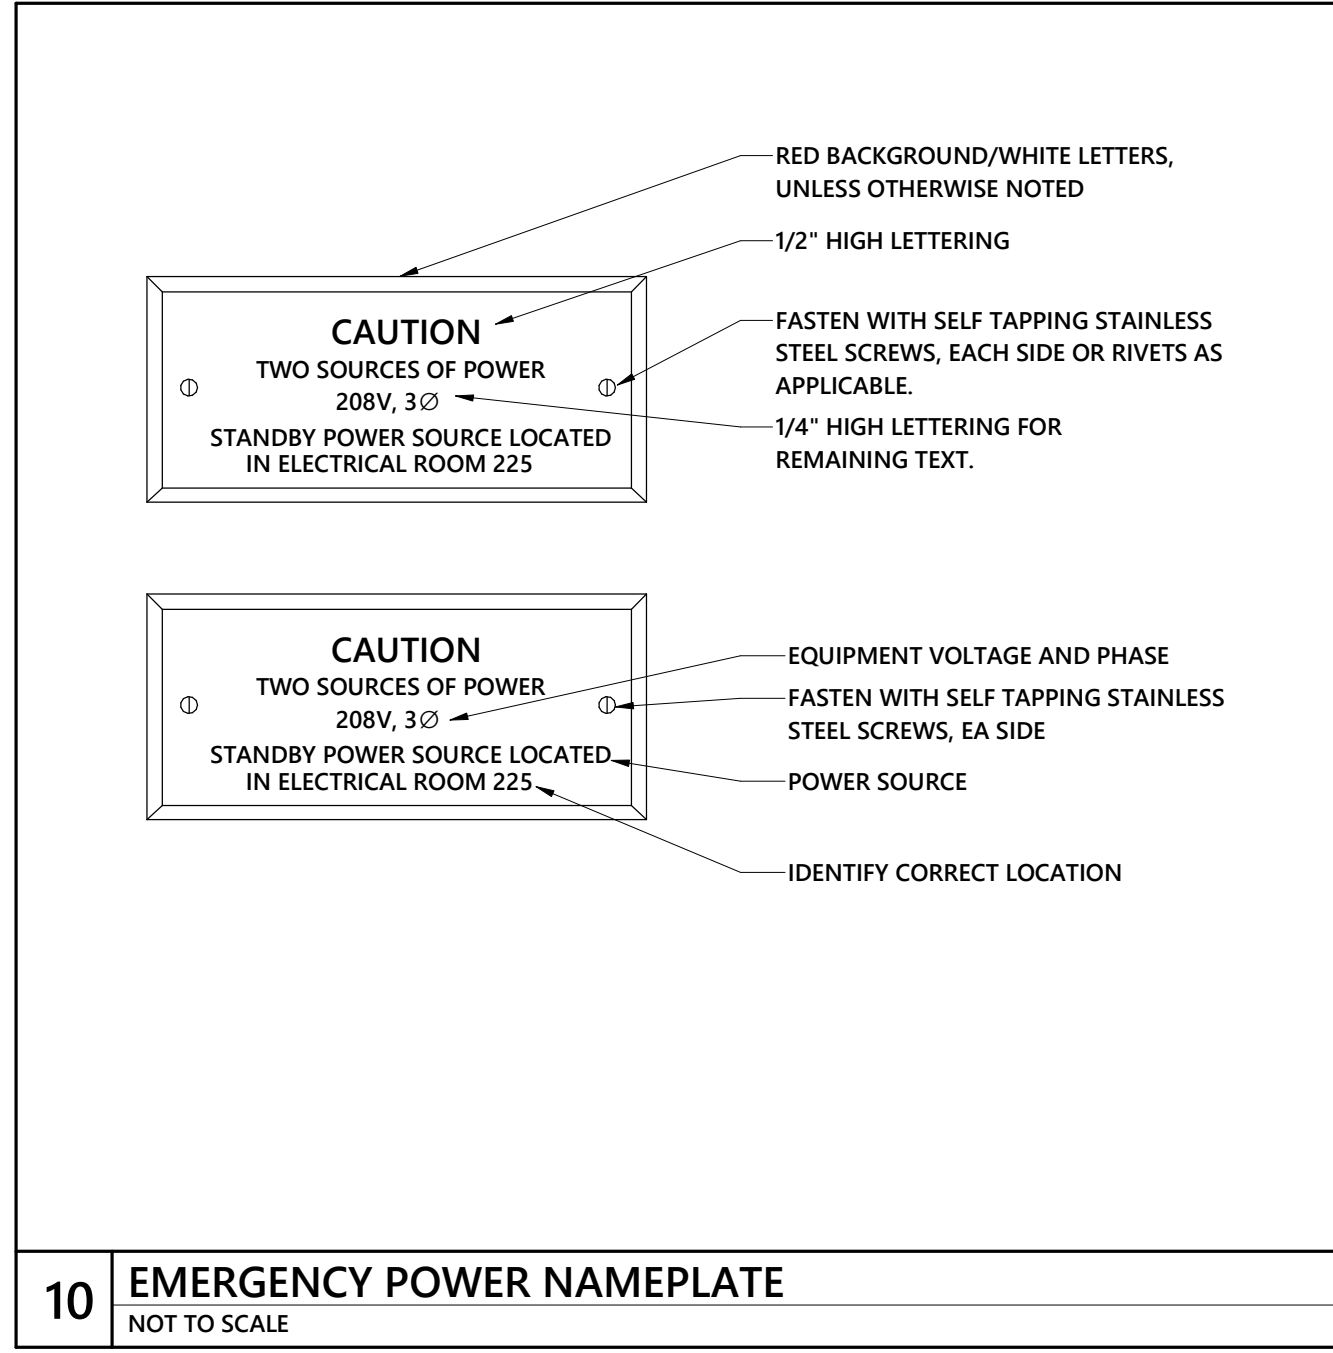 RED BACKGROUND/WHITE LETTERS,
UNLESS OTHERWISE NOTED
1/2" HIGH LETTERING
FASTEN WITH SELF TAPPING STAINLESS
STEEL SCREWS, EACH SIDE OR RIVETS AS
APPLICABLE.
1/4" HIGH LETTERING FOR
REMAINING TEXT.
CAUTION
TWO SOURCES OF POWER
208V, 3∅
STANDBY POWER SOURCE LOCATED
IN ELECTRICAL ROOM 225
CAUTION
TWO SOURCES OF POWER
208V, 3∅
STANDBY POWER SOURCE LOCATED
IN ELECTRICAL ROOM 225
EQUIPMENT VOLTAGE AND PHASE
FASTEN WITH SELF TAPPING STAINLESS
STEEL SCREWS, EA SIDE
POWER SOURCE
IDENTIFY CORRECT LOCATION
10
EMERGENCY POWER NAMEPLATE
NOT TO SCALE